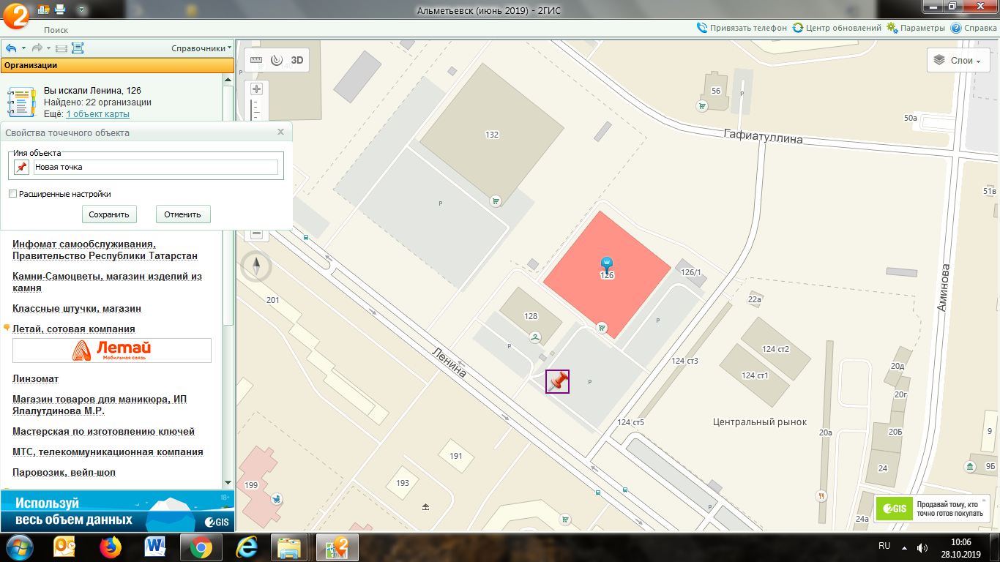 Альметьевск (июнь 2019) - 2ГИС
Поиск
Привязать телефон
Центр обновлений
Параметры
Справка
Справочники
Организации
Вы искали Ленина, 126
Найдено: 22 организации
Ещё: 1 объект карты
Свойства точечного объекта
Имя объекта
Новая точка
Расширенные настройки
Сохранить
Отменить
Инфомат самообслуживания,
Правительство Республики Татарстан
Камни-Самоцветы, магазин изделий из
камня
Классные штучки, магазин
Летай, сотовая компания
Летай
Мобильная связь
Линзомат
Магазин товаров для маникюра, ИП
Ялалутдинова М.Р.
Мастерская по изготовлению ключей
МТС, телекоммуникационная компания
Паровозик, вейп-шоп
18+
Используй
весь объем данных
2GIS
3D
Слои
132
P
56
P
50а
Гафиатуллина
51в
P
126
126/1
201
128
P
P
P
22а
Аминова
Ленина
124 ст2
124 ст3
124 ст1
20д
20г
124 ст5
Центральный рынок
20а
20Б
9
191
193
199
24
9Б
P
24а
2GIS
Продавай тому, кто
точно готов покупать
RU
10:06
28.10.2019